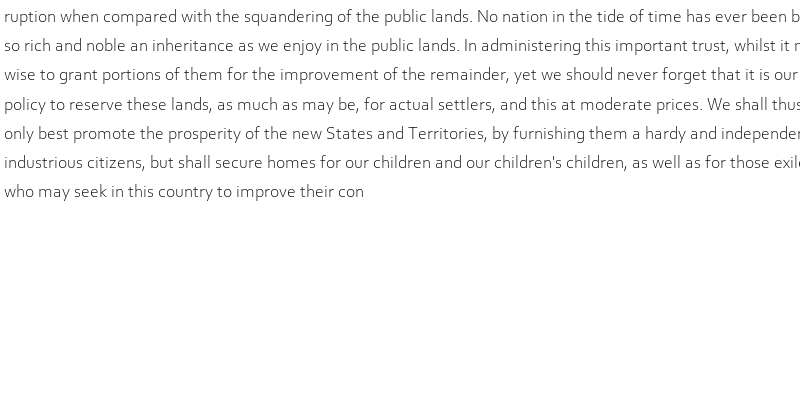 ruption when compared with the squandering of the public lands. No nation in the tide of time has ever been b
so rich and noble an inheritance as we enjoy in the public lands. In administering this important trust, whilst it
wise to grant portions of them for the improvement of the remainder, yet we should never forget that it is our
policy to reserve these lands, as much as may be, for actual settlers, and this at moderate prices. We shall thus
only best promote the prosperity of the new States and Territories, by furnishing them a hardy and independen
industrious citizens, but shall secure homes for our children and our children's children, as well as for those exil
who may seek in this country to improve their con